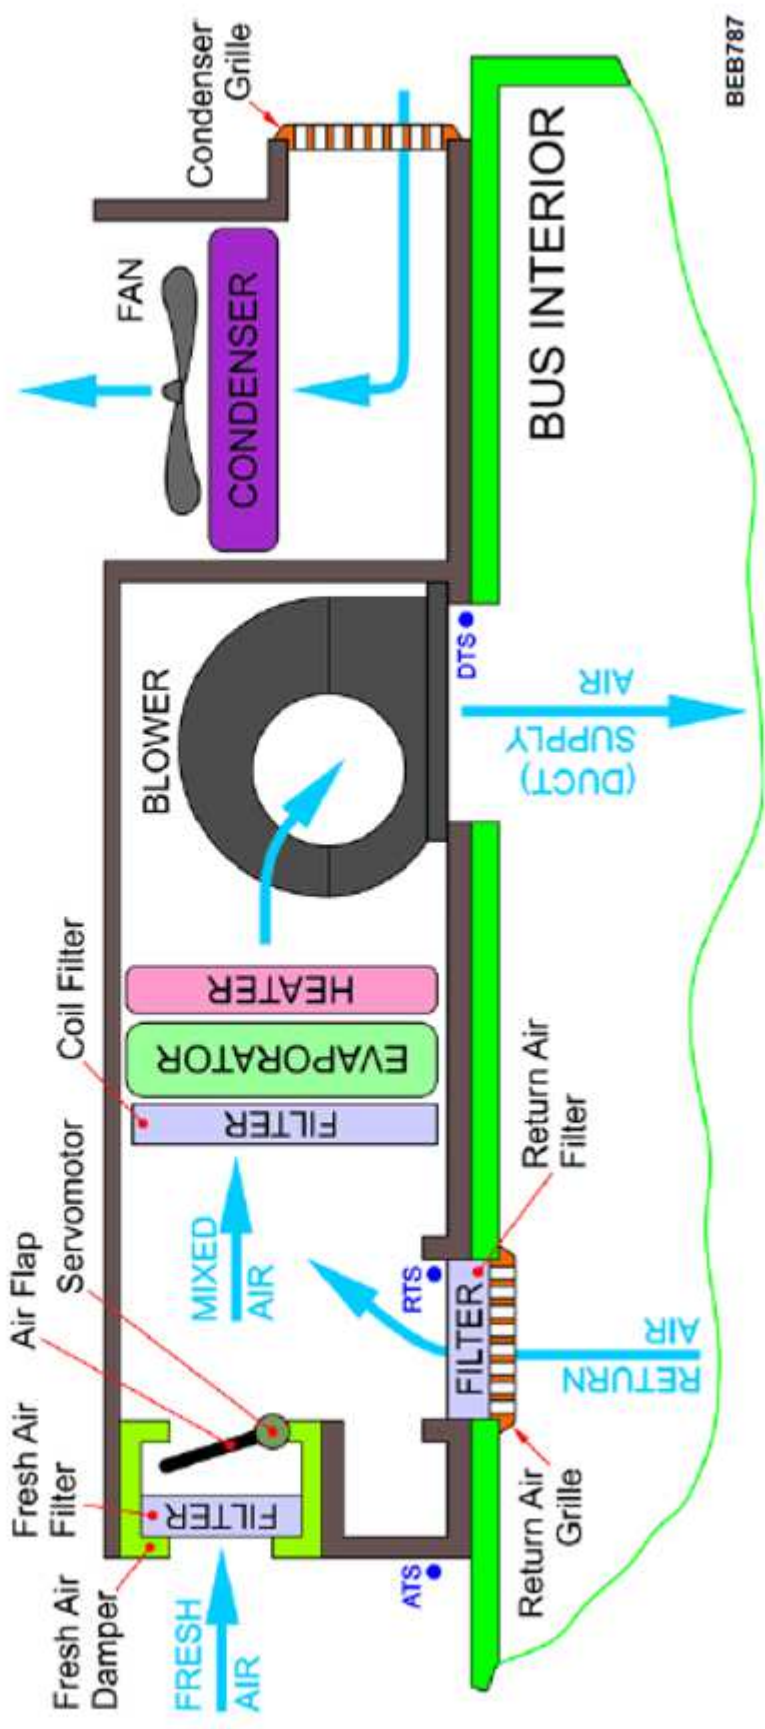 Fresh Air
Damper
Fresh Air
Filter
Air Flap
Servomotor
Coil Filter
BLOWER
FAN
Condenser
Grille
FRESH
AIR
FILTER
MIXED
AIR
FILTER
EVAPORATOR
HEATER
CONDENSER
ATS
RTS
FILTER
DTS
Return Air
Grille
RETURN
AIR
Return Air
Filter
(DUCT)
SUPPLY
AIR
BUS INTERIOR
BEB787